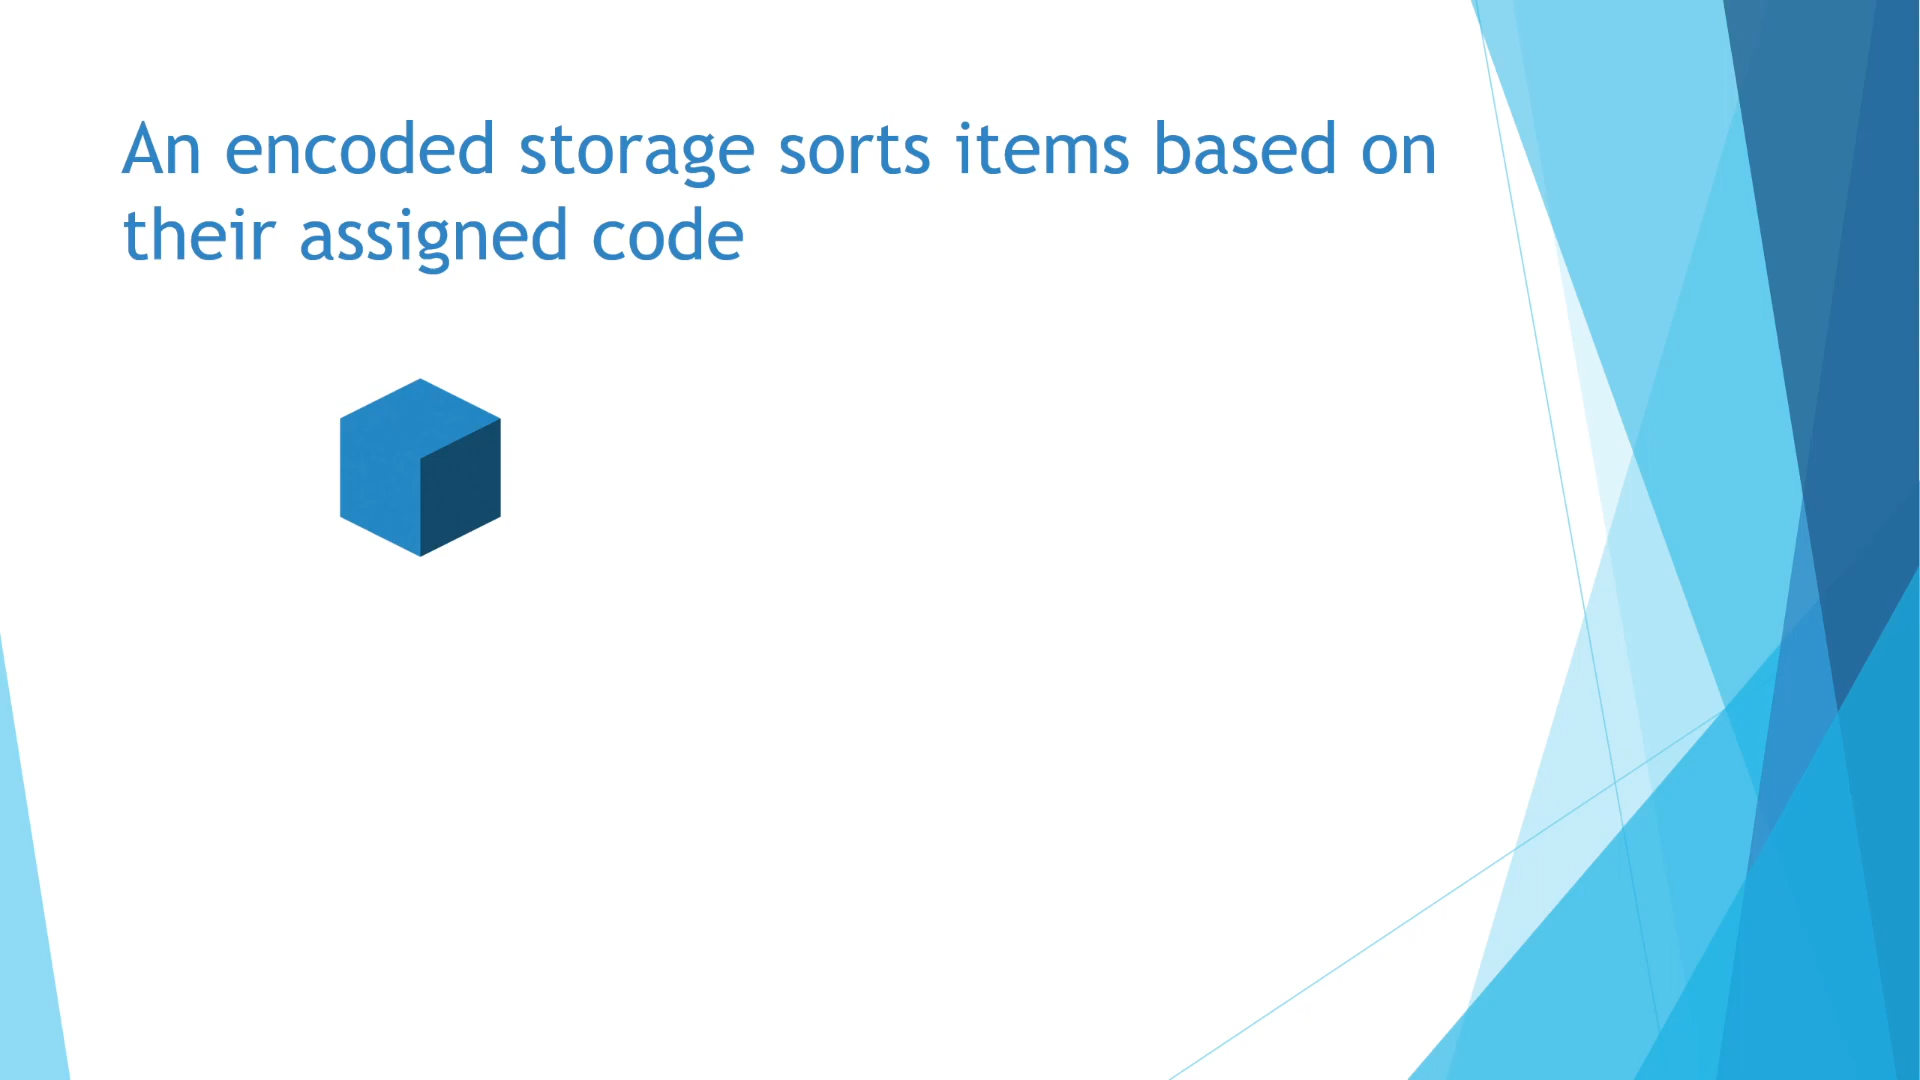 An encoded storage sorts items based on
their assigned code